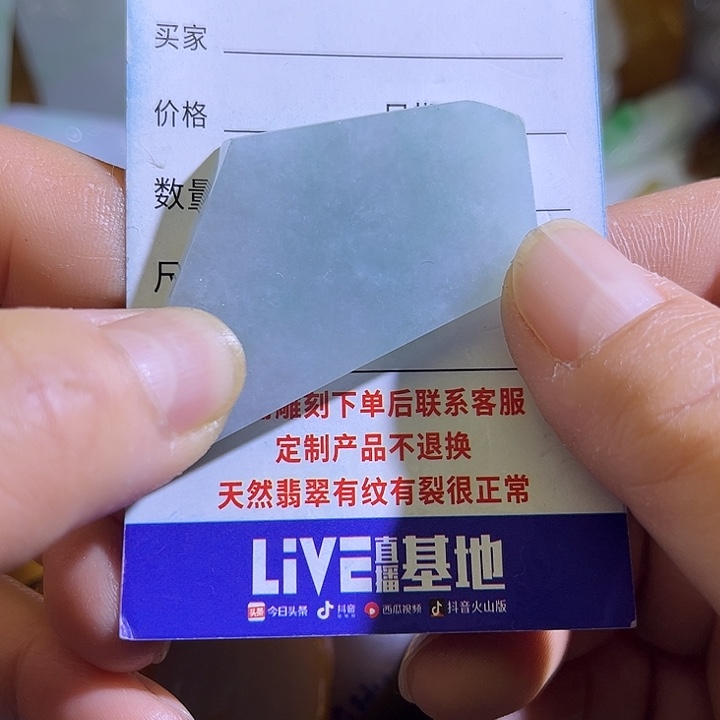 买家
价格
数量
雕刻下单后联系客服
定制产品不退换
天然翡翠有纹有裂很正常
LiVE直播基地
今日头条 抖音 西瓜视频 抖音火山版